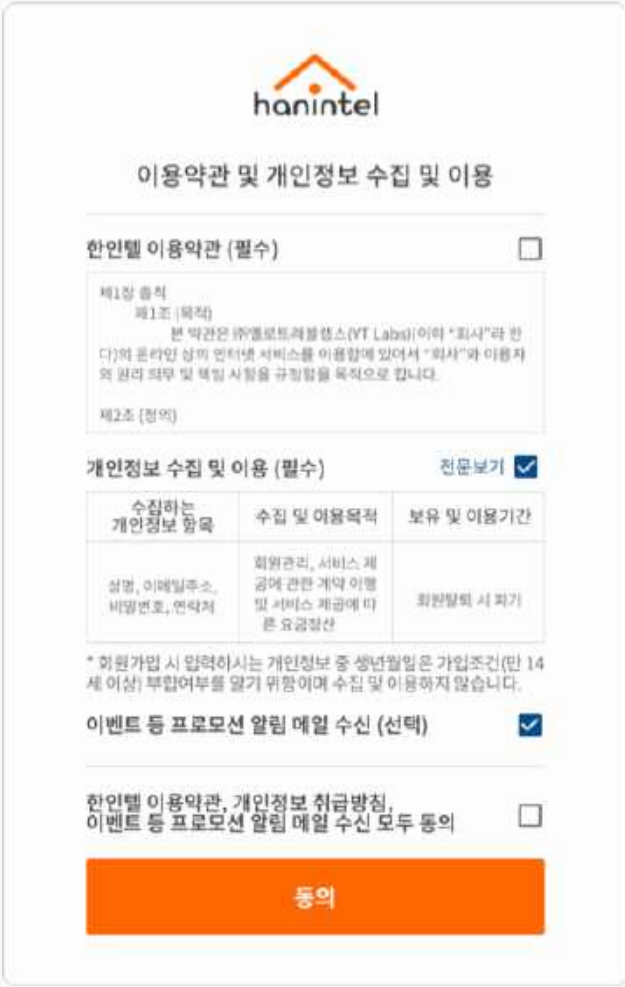 hanintel
이용약관 및 개인정보 수집 및 이용
한인텔 이용약관 (필수)
제1장 총칙
제1조 (목적)
본 약관은 ㈜옐로트래블랩스(YT Labs)(이하 "회사"라 한
다)의 온라인 상의 인터넷 서비스를 이용함에 있어서 "회사"와 이용자
의 권리 의무 및 책임 사항을 규정함을 목적으로 합니다.
제2조 (정의)
개인정보 수집 및 이용 (필수) 전문보기
수집하는
개인정보 항목
수집 및 이용목적
보유 및 이용기간
성명, 이메일주소,
비밀번호, 연락처
회원관리, 서비스 제
공에 관한 계약 이행
및 서비스 제공에 따
른 요금정산
회원탈퇴 시 파기
* 회원가입 시 입력하시는 개인정보 중 생년월일은 가입조건(만 14
세 이상) 부합여부를 알기 위함이며 수집 및 이용하지 않습니다.
이벤트 등 프로모션 알림 메일 수신 (선택)
한인텔 이용약관, 개인정보 취급방침,
이벤트 등 프로모션 알림 메일 수신 모두 동의
동의